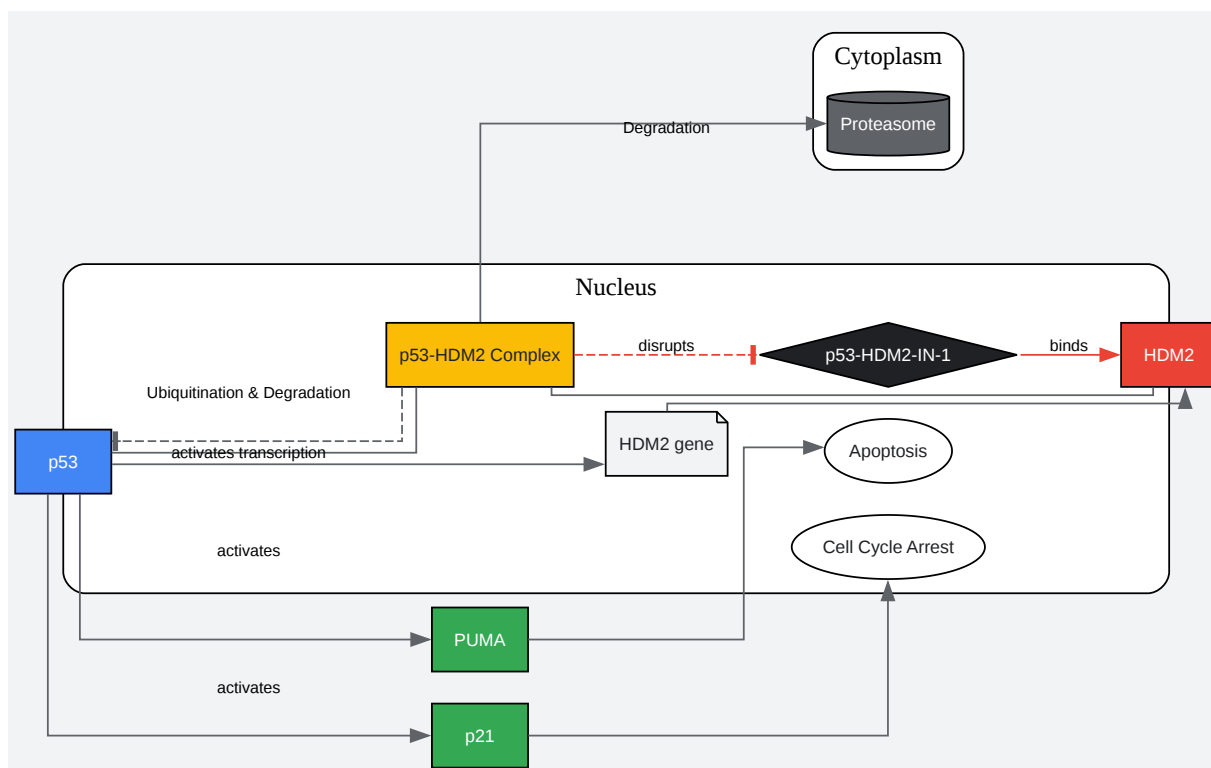 Cytoplasm
Proteasome
Degradation
Nucleus
p53-HDM2 Complex
disrupts
p53-HDM2-IN-1
binds
HDM2
Ubiquitination & Degradation
p53
activates transcription
HDM2 gene
Apoptosis
activates
Cell Cycle Arrest
PUMA
activates
p21